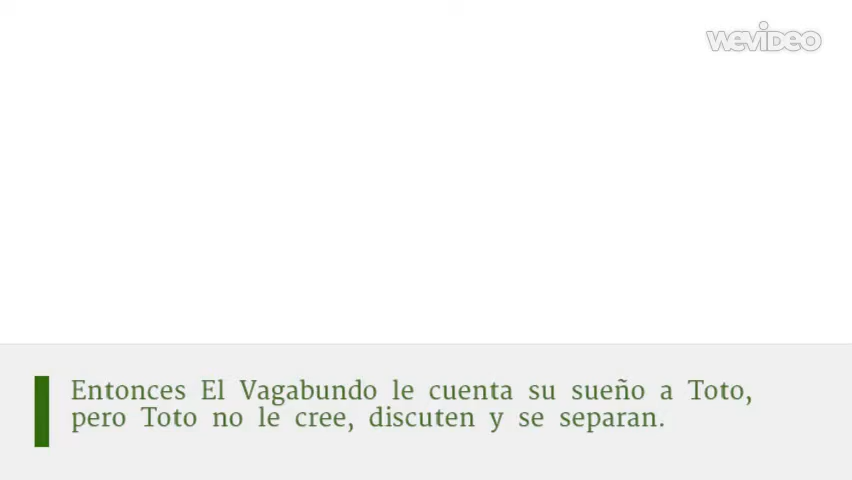 WeVIDEO
Entonces El Vagabundo le cuenta su sueño a Toto,
pero Toto no le cree, discuten y se separan.